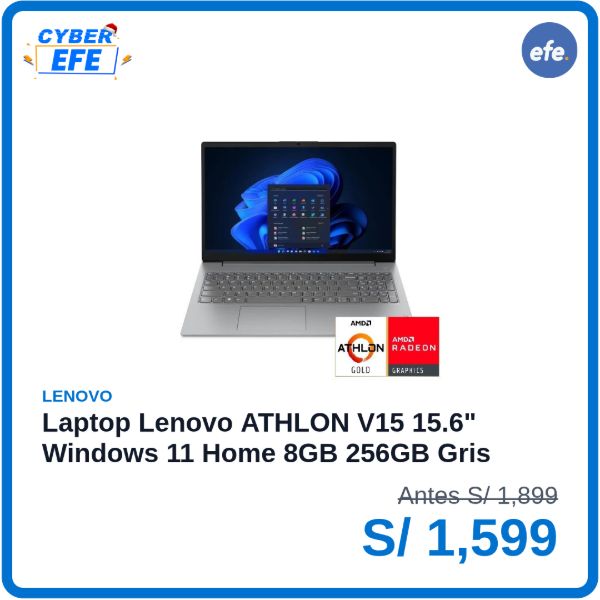 CYBER
EFE
efe.
AMD
ATHLON
GOLD
AMD
RADEON
GRAPHICS
LENOVO
Laptop Lenovo ATHLON V15 15.6"
Windows 11 Home 8GB 256GB Gris
Antes S/ 1,899
S/ 1,599